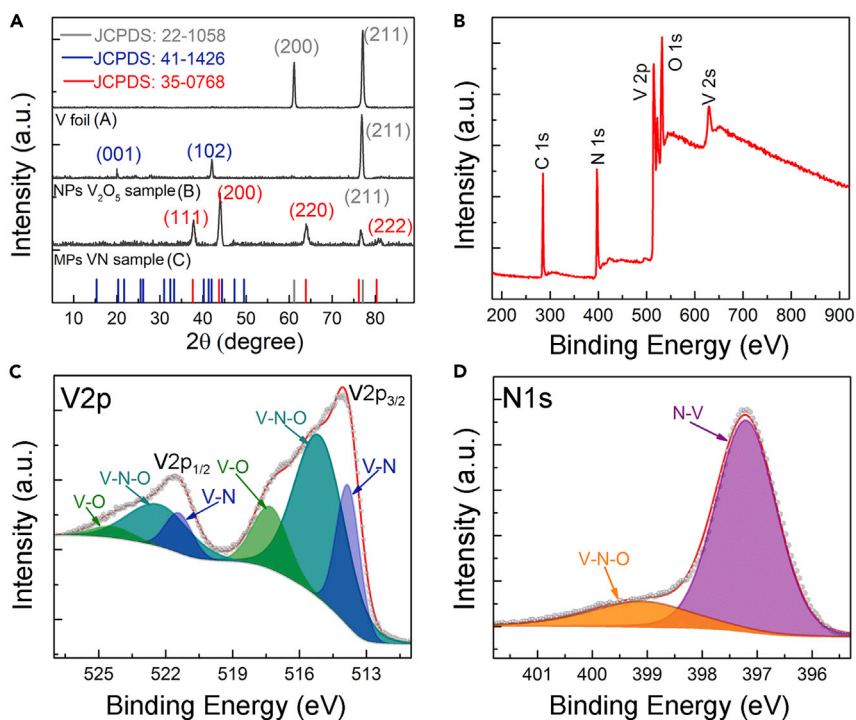 A
Intensity (a.u.)
JCPDS: 22-1058
JCPDS: 41-1426
JCPDS: 35-0768
(200)
(211)
V foil (A)
(001)
(102)
(211)
NPs V₂O₅ sample (B)
(111)
(200)
(220)
(211)
(222)
MPs VN sample (C)
10 20 30 40 50 60 70 80
2θ (degree)
B
Intensity (a.u.)
C 1s
N 1s
V 2p
O 1s
V 2s
200 300 400 500 600 700 800 900
Binding Energy (eV)
C
Intensity (a.u.)
V2p
V2p₃/₂
V-N-O
V2p₁/₂
V-O
V-N
V-N-O
V-O
V-N
525 522 519 516 513
Binding Energy (eV)
D
Intensity (a.u.)
N1s
N-V
V-N-O
401 400 399 398 397 396
Binding Energy (eV)